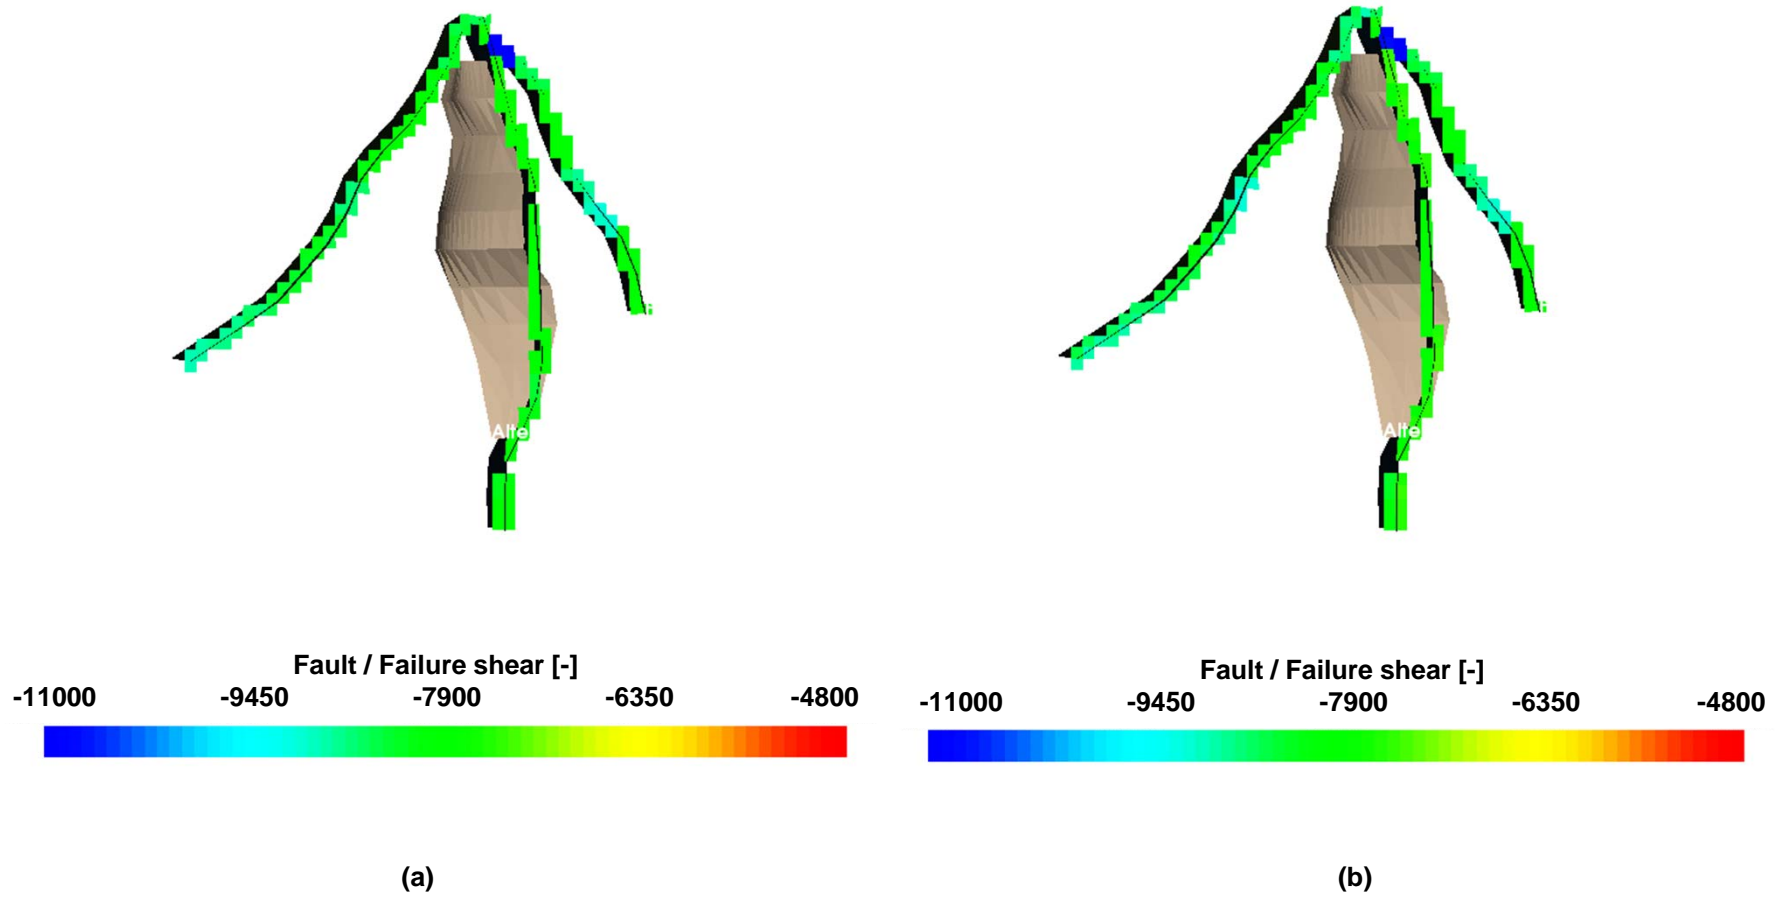 Alte
Alte
Fault / Failure shear [-]
-11000 -9450 -7900 -6350 -4800
Fault / Failure shear [-]
-11000 -9450 -7900 -6350 -4800
(a)
(b)